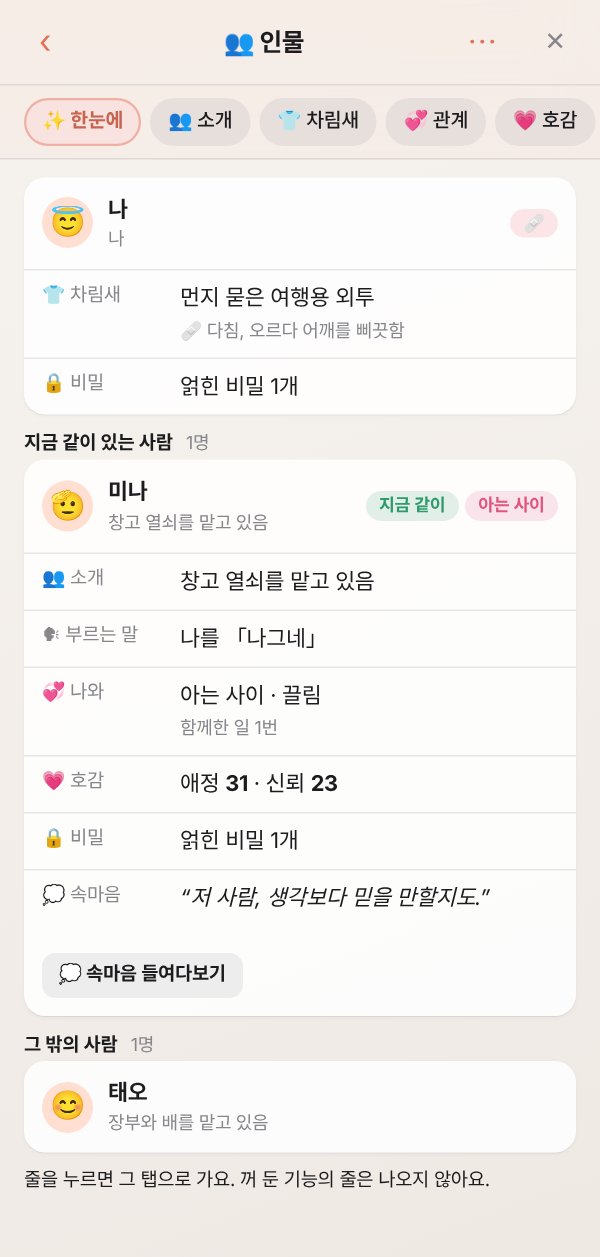 👥 인물
✨ 한눈에 👥 소개 👕 차림새 💞 관계 💗 호감
나
나
👕 차림새 먼지 묻은 여행용 외투
🩹 다침, 오르다 어깨를 삐끗함
🔒 비밀 얽힌 비밀 1개
지금 같이 있는 사람 1명
미나
창고 열쇠를 맡고 있음
지금 같이 아는 사이
👥 소개 창고 열쇠를 맡고 있음
🗣 부르는 말 나를 「나그네」
💞 나와 아는 사이 · 끌림
함께한 일 1번
💗 호감 애정 31 · 신뢰 23
🔒 비밀 얽힌 비밀 1개
💭 속마음 “저 사람, 생각보다 믿을 만할지도.”
💭 속마음 들여다보기
그 밖의 사람 1명
태오
장부와 배를 맡고 있음
줄을 누르면 그 탭으로 가요. 꺼 둔 기능의 줄은 나오지 않아요.